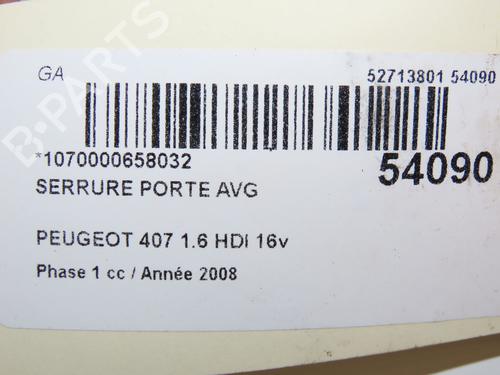 GA
52713801 54090
*1070000658032
54090
SERRURE PORTE AVG
PEUGEOT 407 1.6 HDI 16v
Phase 1 cc / Année 2008
B-PARTS